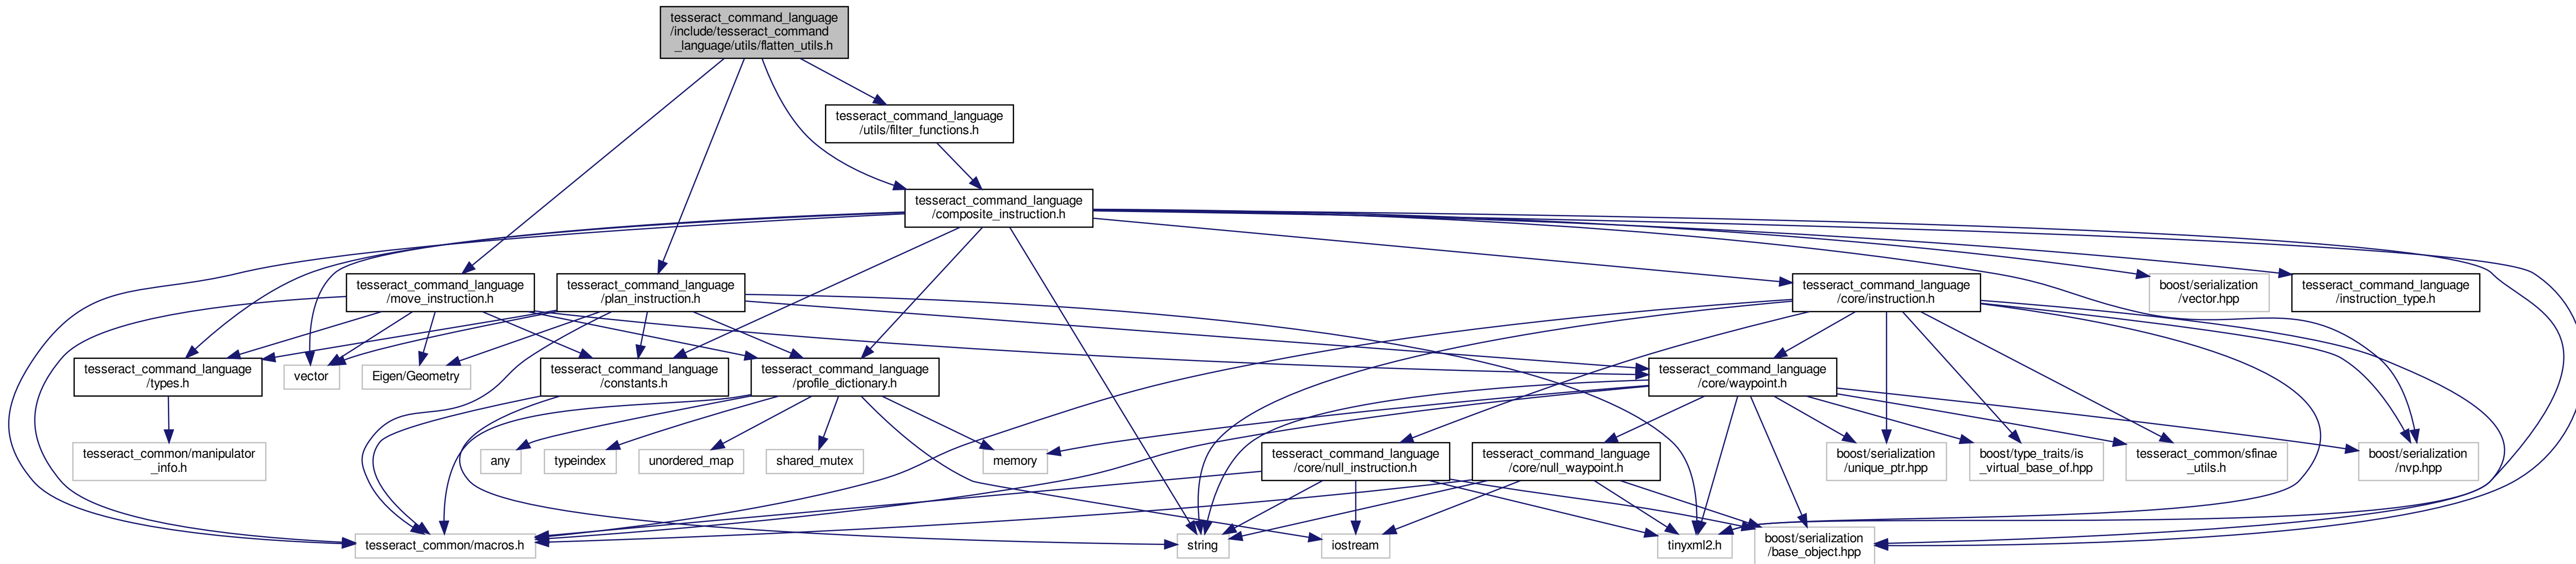 tesseract_command_language
/include/tesseract_command
_language/utils/flatten_utils.h
tesseract_command_language
/utils/filter_functions.h
tesseract_command_language
/composite_instruction.h
tesseract_command_language
/move_instruction.h
tesseract_command_language
/plan_instruction.h
tesseract_command_language
/core/instruction.h
boost/serialization
/vector.hpp
tesseract_command_language
/instruction_type.h
tesseract_command_language
/types.h
vector
Eigen/Geometry
tesseract_command_language
/constants.h
tesseract_command_language
/profile_dictionary.h
tesseract_command_language
/core/waypoint.h
tesseract_common/manipulator
_info.h
any
typeindex
unordered_map
shared_mutex
memory
tesseract_command_language
/core/null_instruction.h
tesseract_command_language
/core/null_waypoint.h
boost/serialization
/unique_ptr.hpp
boost/type_traits/is
_virtual_base_of.hpp
tesseract_common/sfinae
_utils.h
boost/serialization
/nvp.hpp
tesseract_common/macros.h
string
iostream
tinyxml2.h
boost/serialization
/base_object.hpp